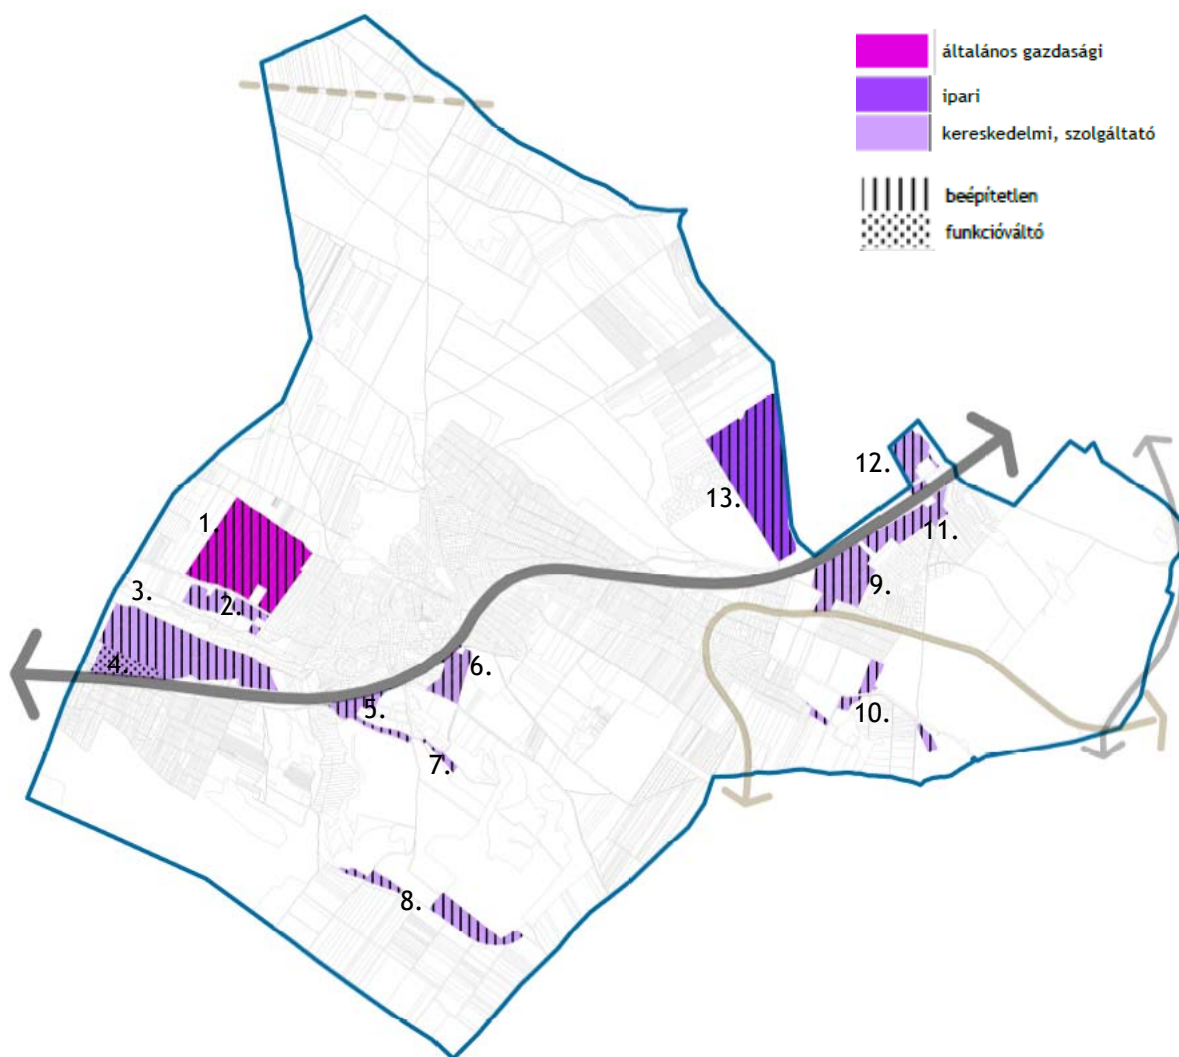 általános gazdasági
ipari
kereskedelmi, szolgáltató
beépítetlen
funkcióváltó
12.
13.
1.
11.
9.
3.
2.
4.
6.
5.
10.
7.
8.